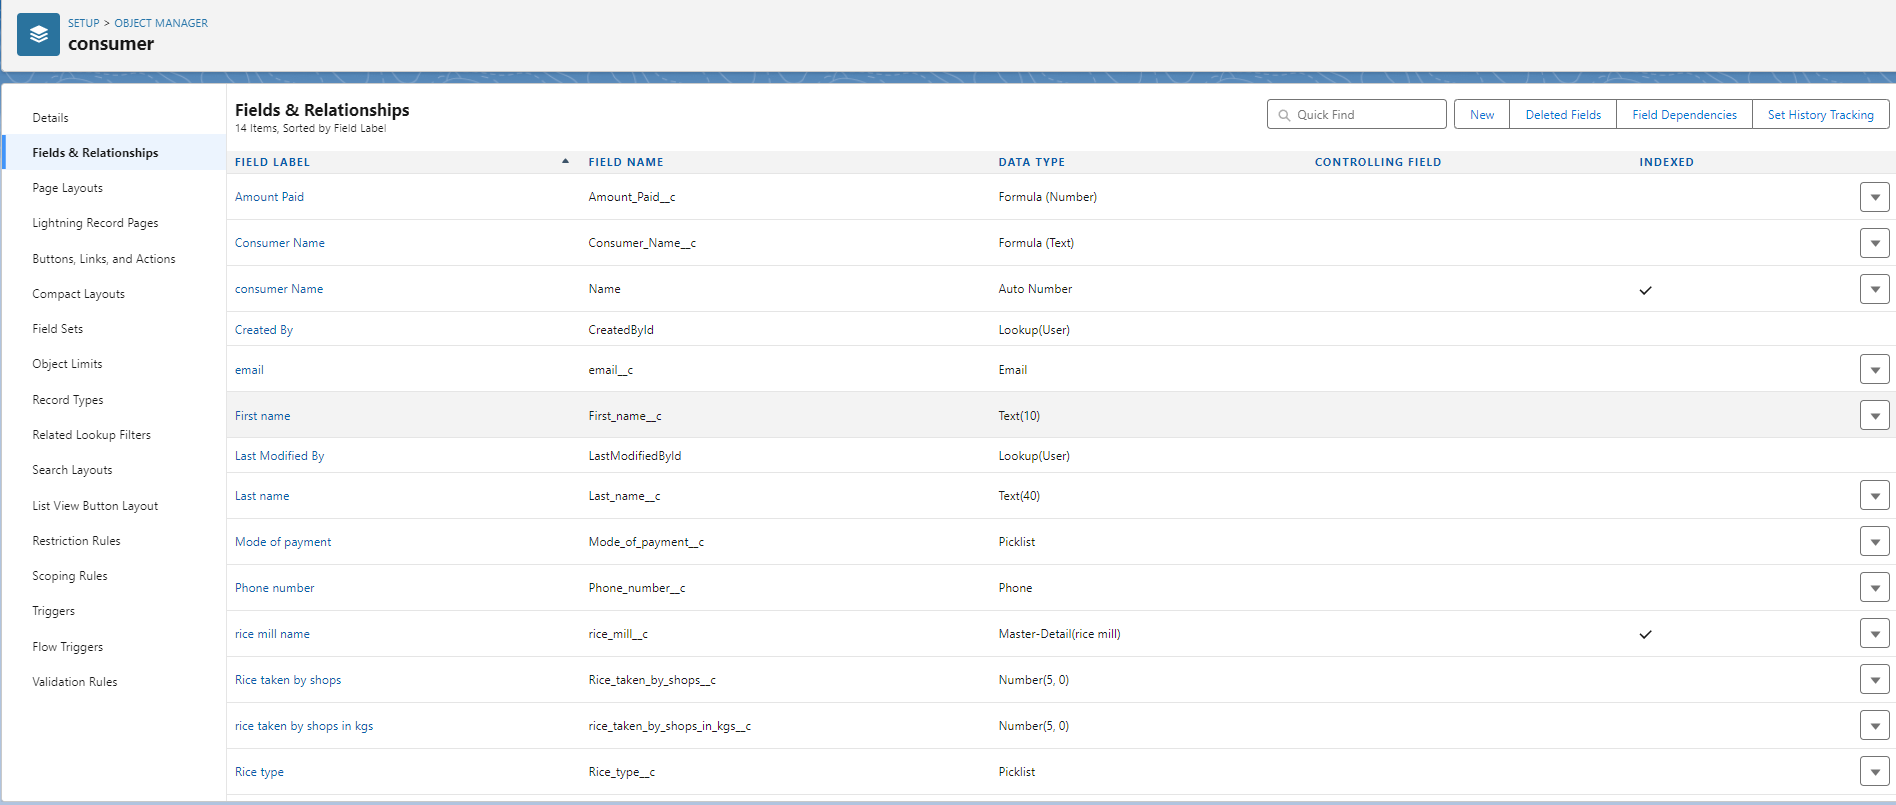 SETUP > OBJECT MANAGER
consumer
Details
Fields & Relationships
Page Layouts
Lightning Record Pages
Buttons, Links, and Actions
Compact Layouts
Field Sets
Object Limits
Record Types
Related Lookup Filters
Search Layouts
List View Button Layout
Restriction Rules
Scoping Rules
Triggers
Flow Triggers
Validation Rules
Fields & Relationships
14 Items, Sorted by Field Label
Quick Find
New
Deleted Fields
Field Dependencies
Set History Tracking
FIELD LABEL FIELD NAME DATA TYPE CONTROLLING FIELD INDEXED
Amount Paid Amount_Paid__c Formula (Number)
Consumer Name Consumer_Name__c Formula (Text)
consumer Name Name Auto Number
Created By CreatedById Lookup(User)
email email__c Email
First name First_name__c Text(10)
Last Modified By LastModifiedById Lookup(User)
Last name Last_name__c Text(40)
Mode of payment Mode_of_payment__c Picklist
Phone number Phone_number__c Phone
rice mill name rice_mill__c Master-Detail(rice mill)
Rice taken by shops Rice_taken_by_shops__c Number(5, 0)
rice taken by shops in kgs rice_taken_by_shops_in_kgs__c Number(5, 0)
Rice type Rice_type__c Picklist